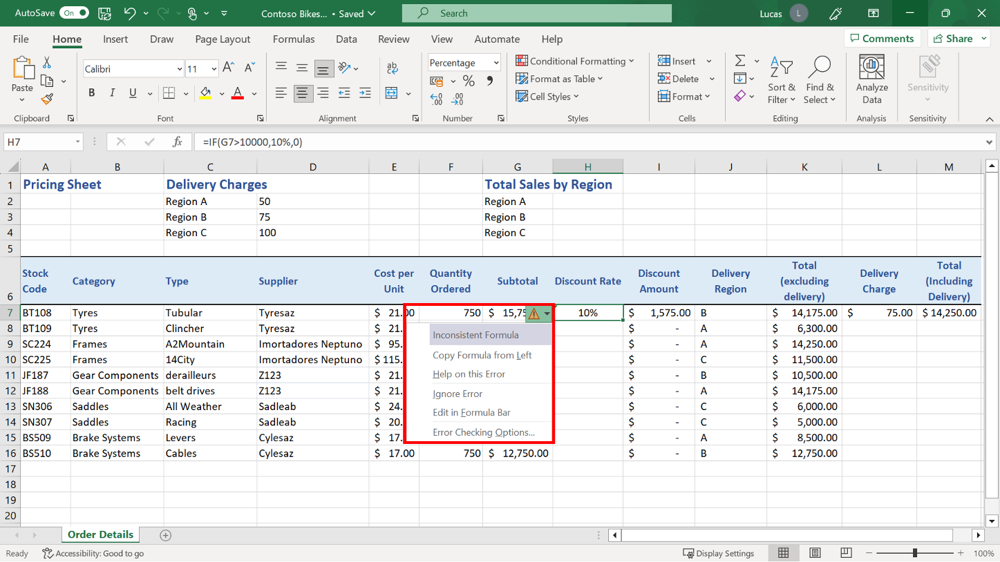 AutoSave On Contoso Bikes... • Saved Search Lucas L
File Home Insert Draw Page Layout Formulas Data Review View Automate Help Comments Share
Paste Calibri 11 A A ab Percentage Conditional Formatting Insert Σ A Z
Format as Table Delete Sort & Filter Find & Select Analyze Data Sensitivity
B I U A % , .00 .00 Cell Styles Format
Clipboard Font Alignment Number Styles Cells Editing Analysis Sensitivity
H7 fx =IF(G7>10000,10%,0)
A B C D E F G H I J K L M
1 Pricing Sheet Delivery Charges Total Sales by Region
2 Region A 50 Region A
3 Region B 75 Region B
4 Region C 100 Region C
5
6 Stock Code Category Type Supplier Cost per Unit Quantity Ordered Subtotal Discount Rate Discount Amount Delivery Region Total (excluding delivery) Delivery Charge Total (Including Delivery)
7 BT108 Tyres Tubular Tyresaz $ 21.00 750 $ 15,75 10% $ 1,575.00 B $ 14,175.00 $ 75.00 $ 14,250.00
8 BT109 Tyres Clincher Tyresaz $ 21. $ - A $ 6,300.00
9 SC224 Frames A2Mountain Imortadores Neptuno $ 95. $ - A $ 14,250.00
10 SC225 Frames 14City Imortadores Neptuno $ 115. $ - C $ 11,500.00
11 JF187 Gear Components derailleurs Z123 $ 21. $ - B $ 10,500.00
12 JF188 Gear Components belt drives Z123 $ 21. $ - A $ 14,175.00
13 SN306 Saddles All Weather Sadleab $ 24. $ - C $ 6,000.00
14 SN307 Saddles Racing Sadleab $ 20. $ - C $ 5,000.00
15 BS509 Brake Systems Levers Cylesaz $ 17. $ - A $ 8,500.00
16 BS510 Brake Systems Cables Cylesaz $ 17.00 750 $ 12,750.00 $ - B $ 12,750.00
17
18
19
20
Inconsistent Formula
Copy Formula from Left
Help on this Error
Ignore Error
Edit in Formula Bar
Error Checking Options...
Order Details
Ready Accessibility: Good to go Display Settings 100%